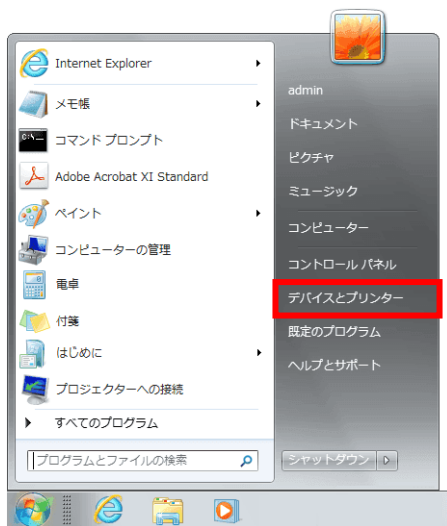 Internet Explorer
メモ帳
C:\
コマンド プロンプト
Adobe Acrobat XI Standard
ペイント
コンピューターの管理
電卓
付箋
はじめに
プロジェクターへの接続
すべてのプログラム
プログラムとファイルの検索
admin
ドキュメント
ピクチャ
ミュージック
コンピューター
コントロール パネル
デバイスとプリンター
既定のプログラム
ヘルプとサポート
シャットダウン